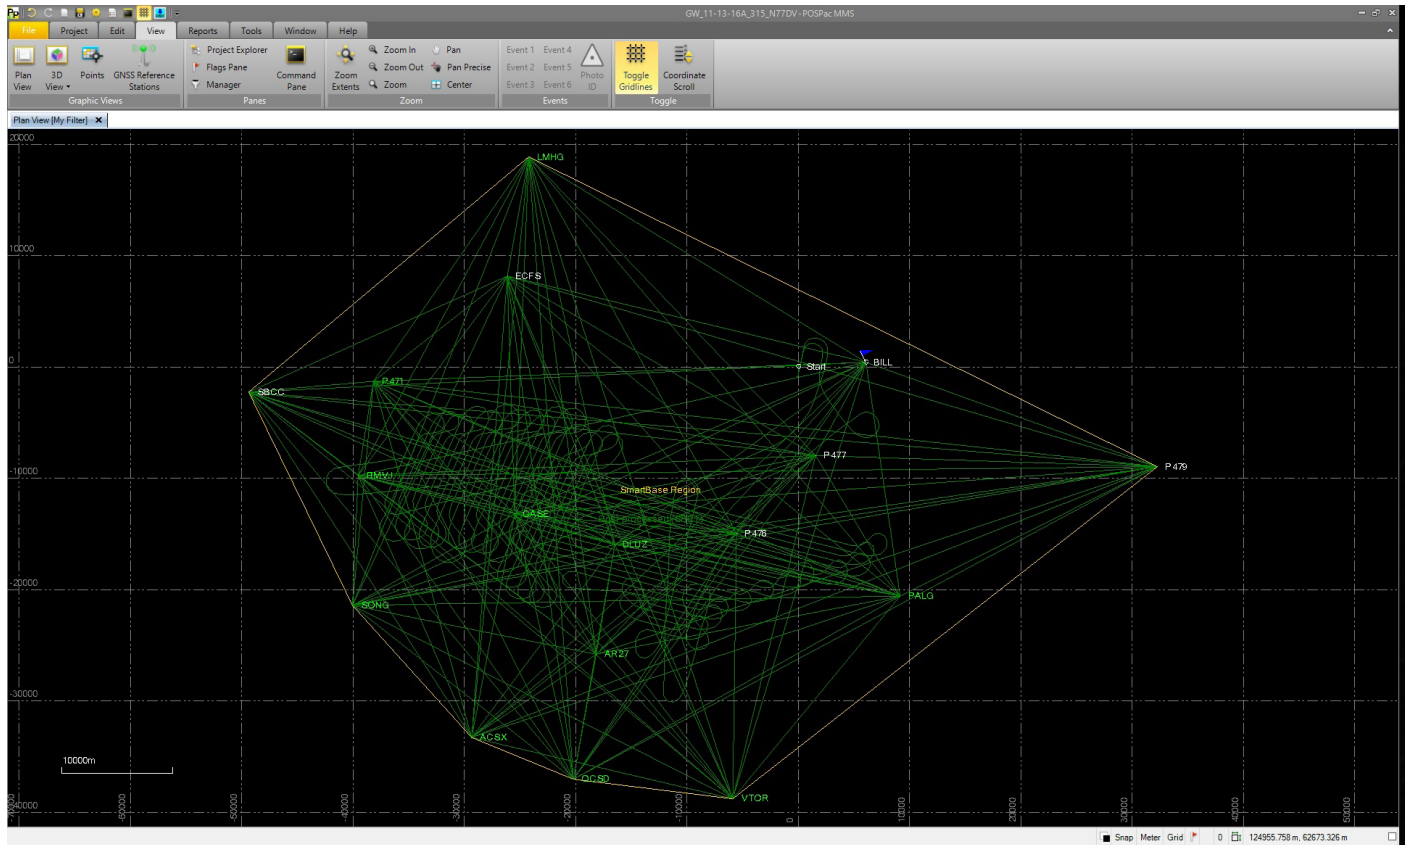 GW_11-13-16A_315_N77DV - POSPac MMS
File Project Edit View Reports Tools Window Help
Plan View
3D View
Points
GNSS Reference Stations
Graphic Views
Project Explorer
Flags Pane
Manager
Command Pane
Panes
Zoom Extents
Zoom In
Zoom Out
Zoom
Pan
Pan Precise
Center
Zoom
Event 1 Event 4
Event 2 Event 5
Event 3 Event 6
Photo ID
Events
Toggle Gridlines
Coordinate Scroll
Toggle
Plan View [My Filter]
20000
LMHG
10000
ECFS
0
Start
BILL
P471
SBCC
P477
P479
-10000
BMVJ
SmartBase Region
CASE
P476
DLUZ
-20000
SONG
PALG
AR27
-30000
ACSX
10000m
OCSD
VTOR
-40000
-70000 -60000 -50000 -40000 -30000 -20000 -10000 0 10000 20000 30000 40000 50000
Snap Meter Grid 0 124955.758 m, 62673.326 m